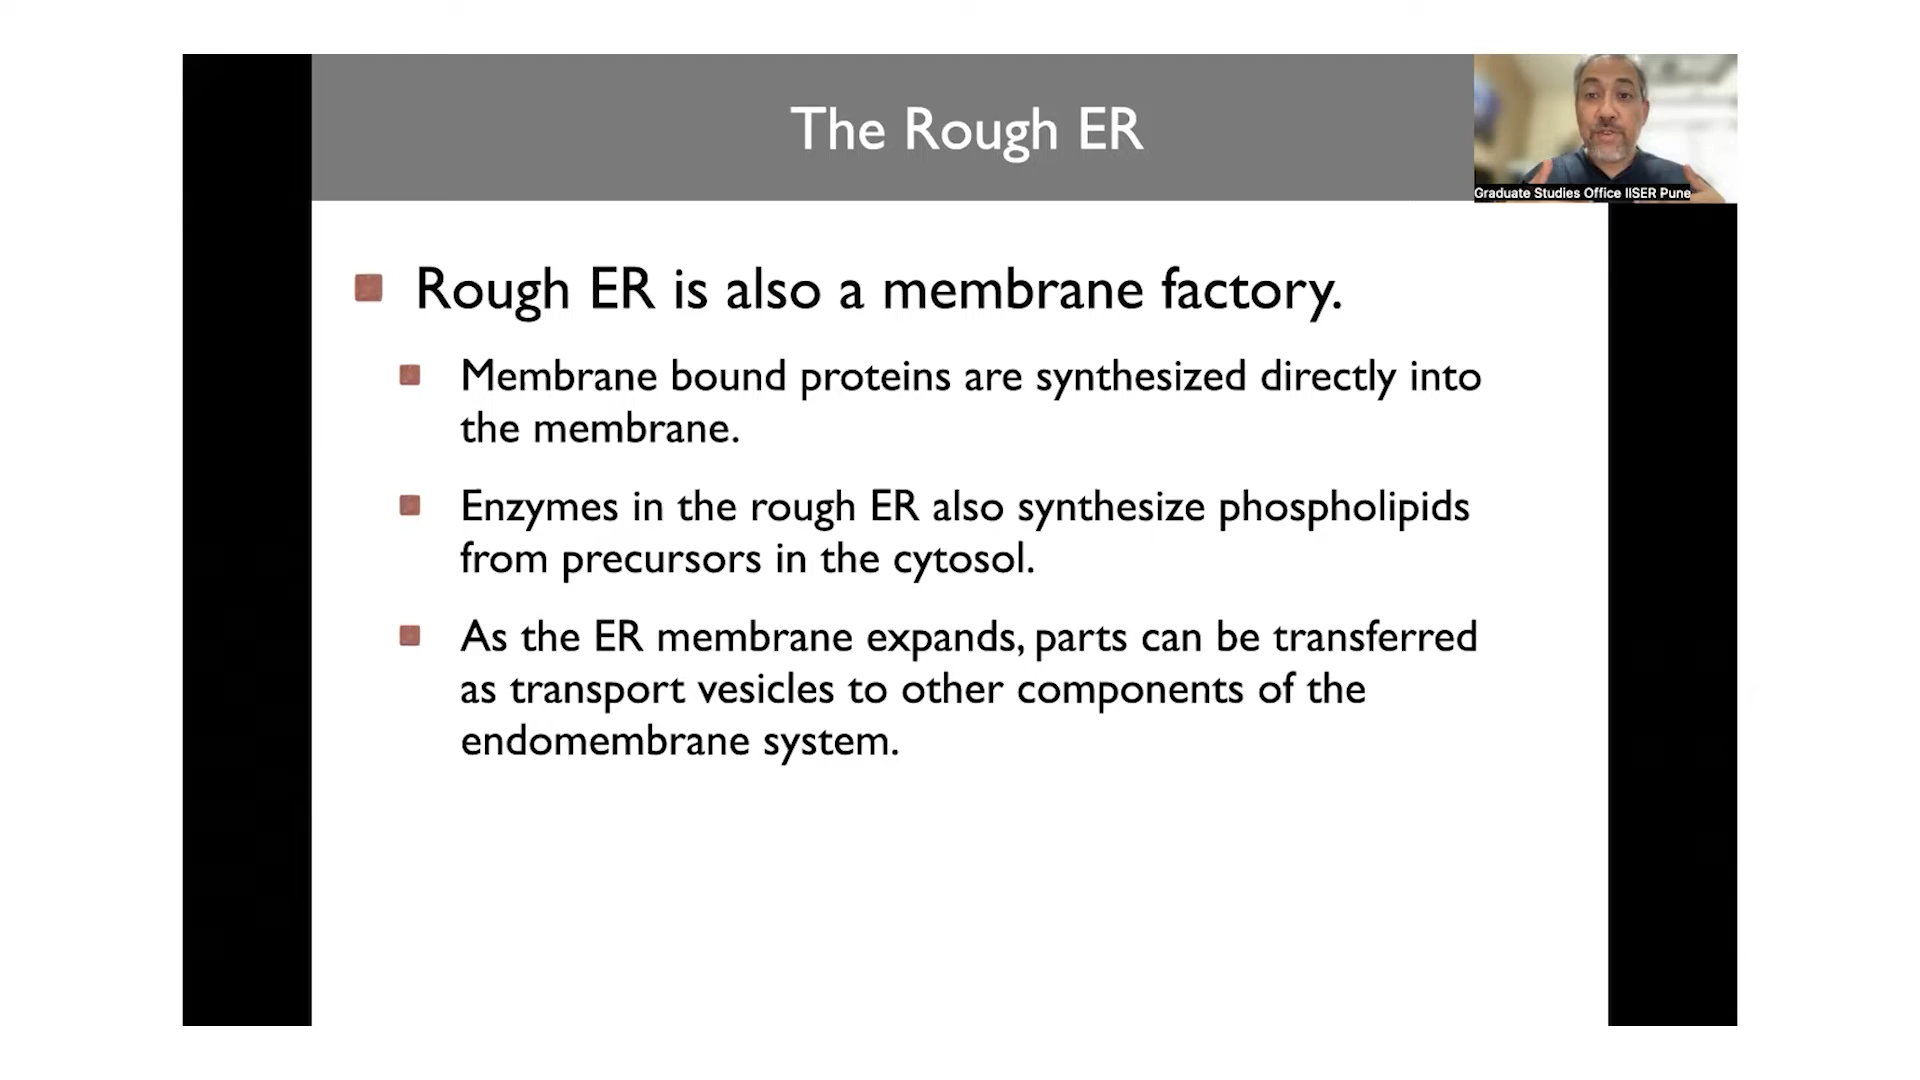 The Rough ER
Graduate Studies Office IISER Pune
Rough ER is also a membrane factory.
Membrane bound proteins are synthesized directly into
the membrane.
Enzymes in the rough ER also synthesize phospholipids
from precursors in the cytosol.
As the ER membrane expands, parts can be transferred
as transport vesicles to other components of the
endomembrane system.